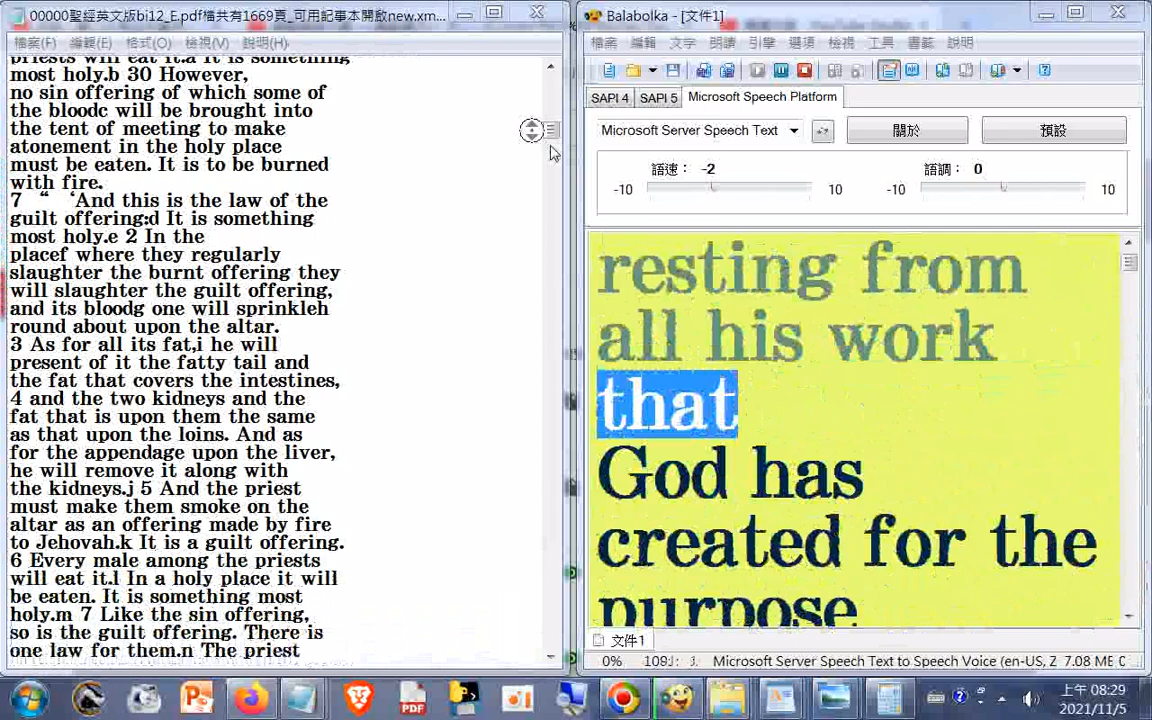 00000聖經英文版bi12_E.pdf檔共有1669頁_可用記事本開啟new.xm...
檔案(F) 編輯(E) 格式(O) 檢視(V) 說明(H)
priests will eat it.a It is something
most holy.b 30 However,
no sin offering of which some of
the bloodc will be brought into
the tent of meeting to make
atonement in the holy place
must be eaten. It is to be burned
with fire.
7 “ ‘And this is the law of the
guilt offering:d It is something
most holy.e 2 In the
placef where they regularly
slaughter the burnt offering they
will slaughter the guilt offering,
and its bloodg one will sprinkleh
round about upon the altar.
3 As for all its fat,i he will
present of it the fatty tail and
the fat that covers the intestines,
4 and the two kidneys and the
fat that is upon them the same
as that upon the loins. And as
for the appendage upon the liver,
he will remove it along with
the kidneys.j 5 And the priest
must make them smoke on the
altar as an offering made by fire
to Jehovah.k It is a guilt offering.
6 Every male among the priests
will eat it.l In a holy place it will
be eaten. It is something most
holy.m 7 Like the sin offering,
so is the guilt offering. There is
one law for them.n The priest
Balabolka - [文件1]
檔案 編輯 文字 朗讀 引擎 選項 檢視 工具 書籤 說明
SAPI 4 SAPI 5 Microsoft Speech Platform
Microsoft Server Speech Text 關於 預設
語速： -2 語調： 0
-10 10 -10 10
resting from
all his work
that
God has
created for the
purpose
文件1
0% Microsoft Server Speech Text to Speech Voice (en-US, Z 7.08 MB
PDF
上午 08:29
2021/11/5